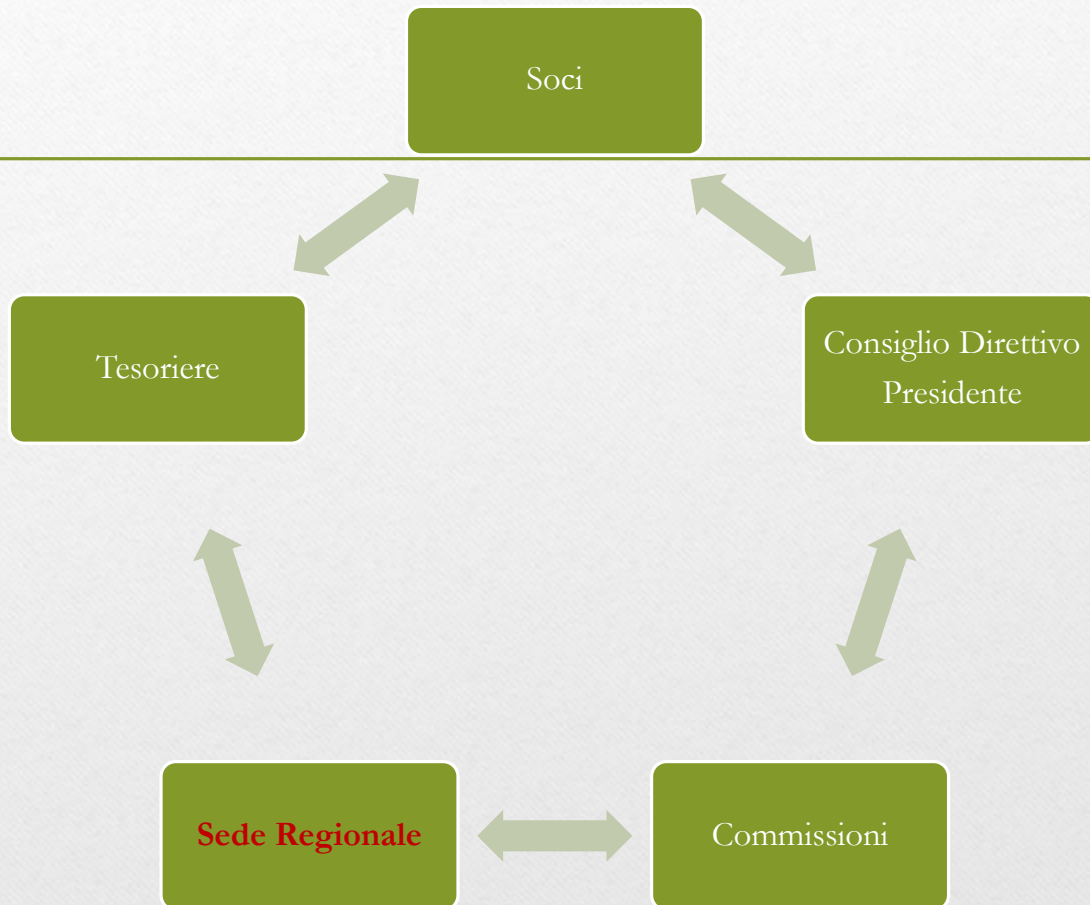 Soci
Tesoriere
Consiglio Direttivo
Presidente
Sede Regionale
Commissioni